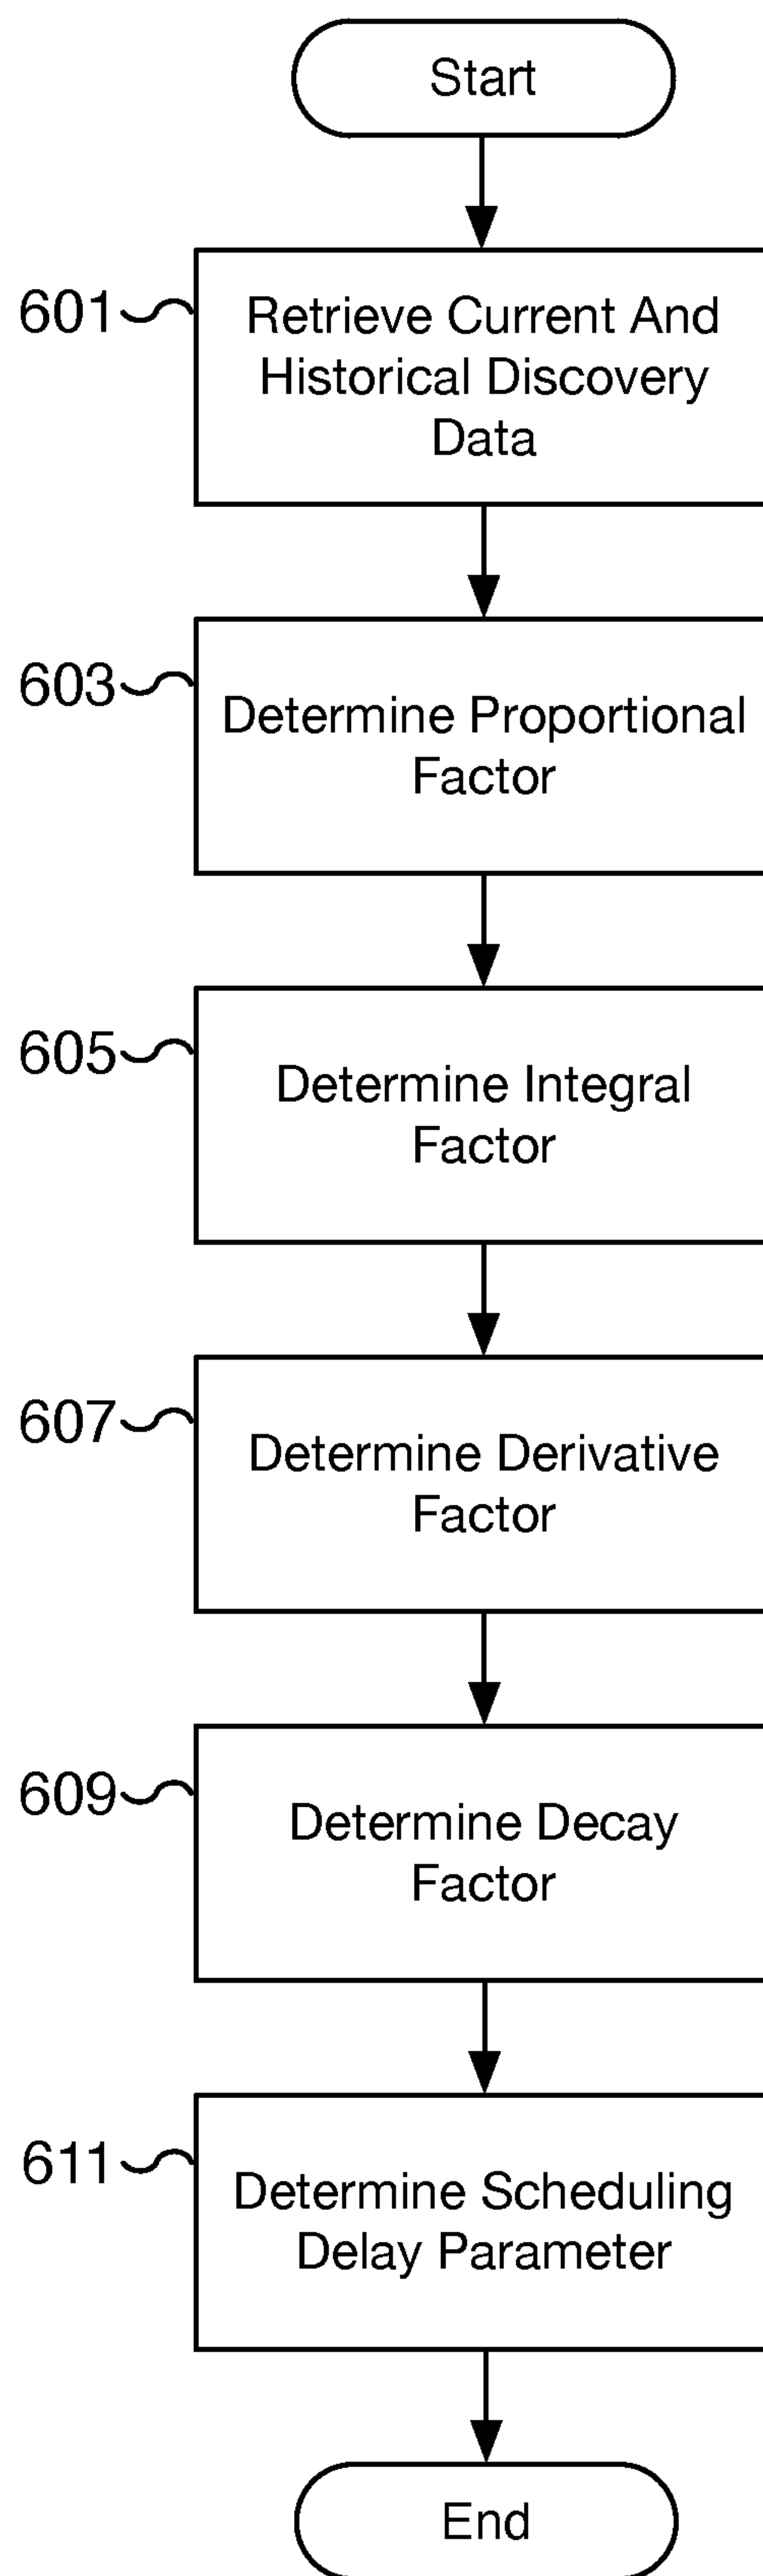 Start
601
Retrieve Current And
Historical Discovery
Data
603
Determine Proportional
Factor
605
Determine Integral
Factor
607
Determine Derivative
Factor
609
Determine Decay
Factor
611
Determine Scheduling
Delay Parameter
End